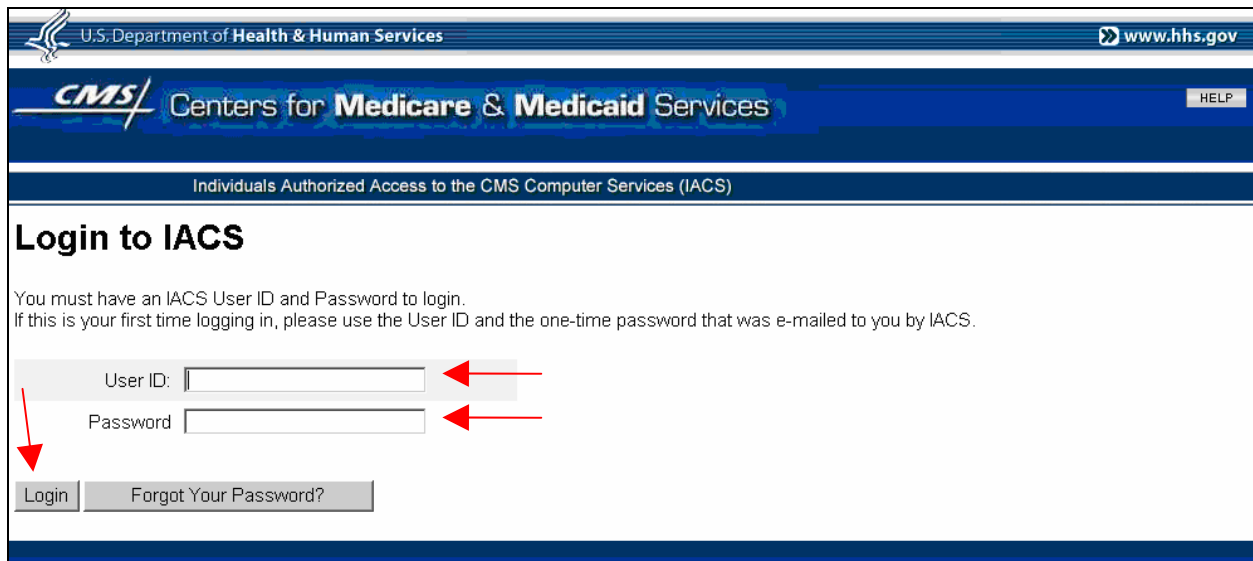 U.S. Department of Health & Human Services
www.hhs.gov
CMS/ Centers for Medicare & Medicaid Services
HELP
Individuals Authorized Access to the CMS Computer Services (IACS)
Login to IACS
You must have an IACS User ID and Password to login.
If this is your first time logging in, please use the User ID and the one-time password that was e-mailed to you by IACS.
User ID:
Password
Login
Forgot Your Password?